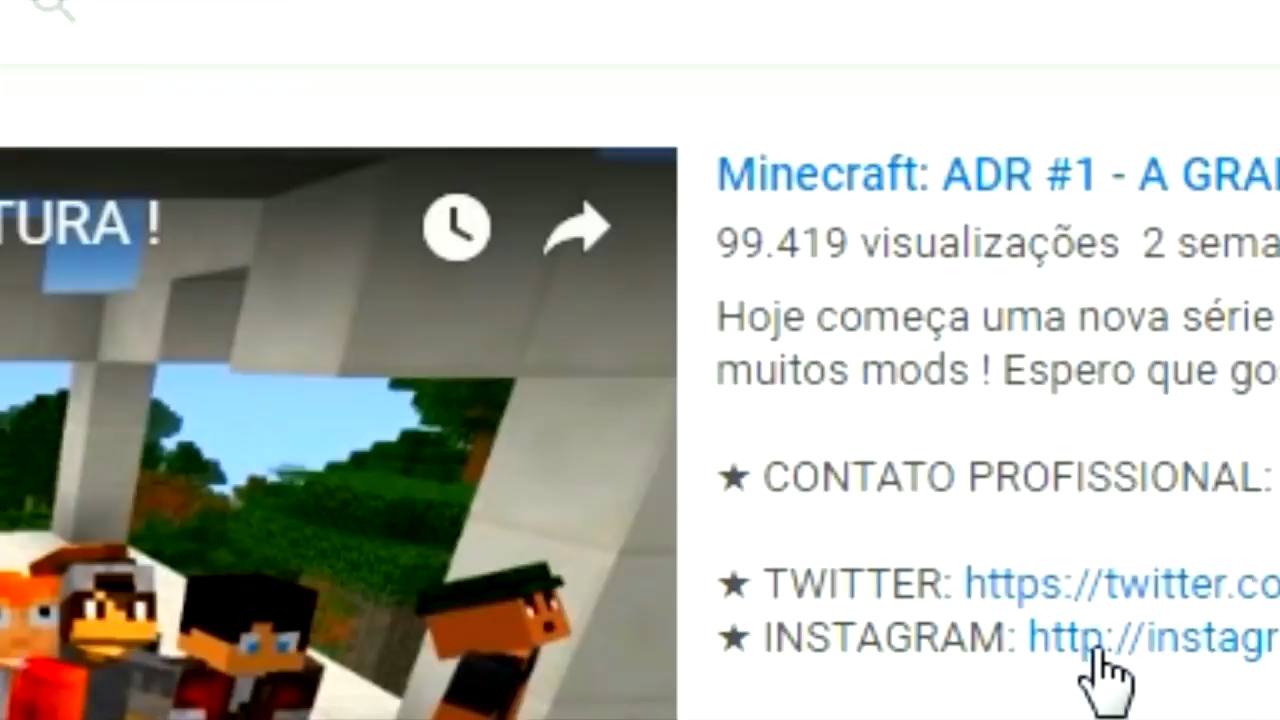 TURA !
Minecraft: ADR #1 - A GRA
99.419 visualizações 2 sema
Hoje começa uma nova série
muitos mods ! Espero que go
★ CONTATO PROFISSIONAL:
★ TWITTER: https://twitter.co
★ INSTAGRAM: http://instagr